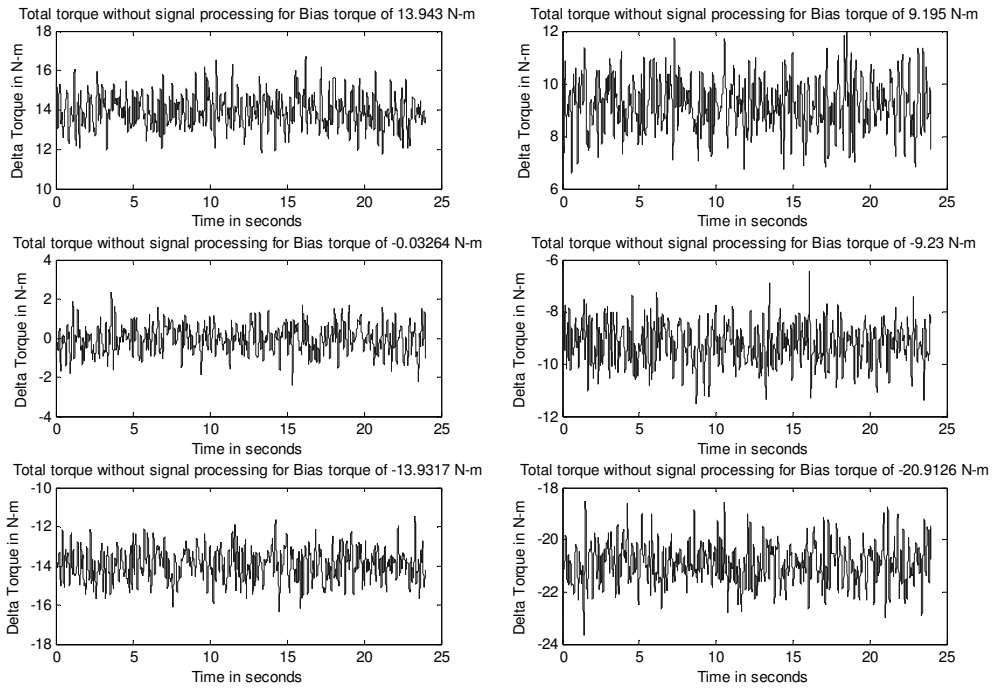 Total torque without signal processing for Bias torque of 13.943 N-m
18
16
14
12
10
Delta Torque in N-m
0 5 10 15 20 25
Time in seconds
Total torque without signal processing for Bias torque of 9.195 N-m
12
10
8
6
Delta Torque in N-m
0 5 10 15 20 25
Time in seconds
Total torque without signal processing for Bias torque of -0.03264 N-m
4
2
0
-2
-4
Delta Torque in N-m
0 5 10 15 20 25
Time in seconds
Total torque without signal processing for Bias torque of -9.23 N-m
-6
-8
-10
-12
Delta Torque in N-m
0 5 10 15 20 25
Time in seconds
Total torque without signal processing for Bias torque of -13.9317 N-m
-10
-12
-14
-16
-18
Delta Torque in N-m
0 5 10 15 20 25
Time in seconds
Total torque without signal processing for Bias torque of -20.9126 N-m
-18
-20
-22
-24
Delta Torque in N-m
0 5 10 15 20 25
Time in seconds